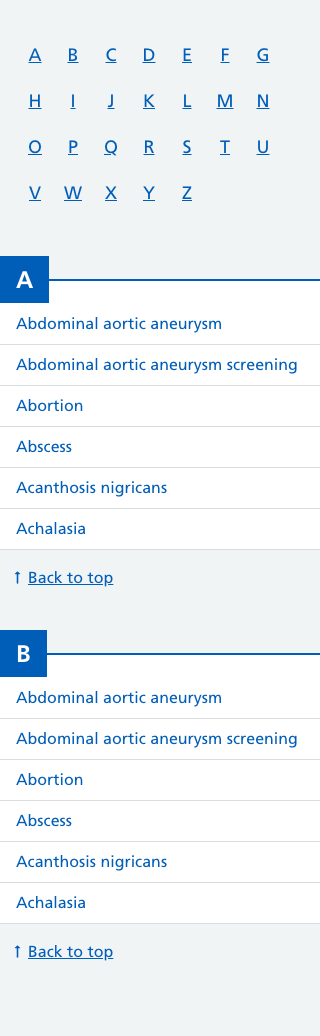 A B C D E F G
H I J K L M N
O P Q R S T U
V W X Y Z
A
Abdominal aortic aneurysm
Abdominal aortic aneurysm screening
Abortion
Abscess
Acanthosis nigricans
Achalasia
↑ Back to top
B
Abdominal aortic aneurysm
Abdominal aortic aneurysm screening
Abortion
Abscess
Acanthosis nigricans
Achalasia
↑ Back to top